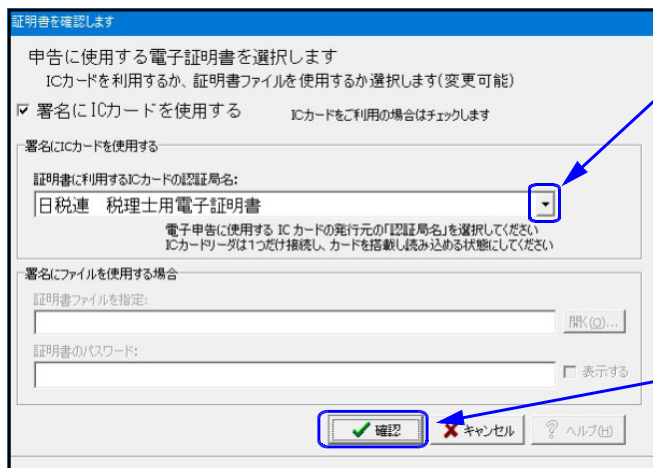 証明書を確認します
申告に使用する電子証明書を選択します
ICカードを利用するか、証明書ファイルを使用するか選択します(変更可能)
署名にICカードを使用する ICカードをご利用の場合はチェックします
署名にICカードを使用する
証明書に利用するICカードの認証局名:
日税連 税理士用電子証明書
電子申告に使用する IC カードの発行元の「認証局名」を選択してください
ICカードリーダは1つだけ接続し、カードを搭載し読み込める状態にしてください
署名にファイルを使用する場合
証明書ファイルを指定:
開く(O)...
証明書のパスワード:
表示する
確認 キャンセル ヘルプ(H)